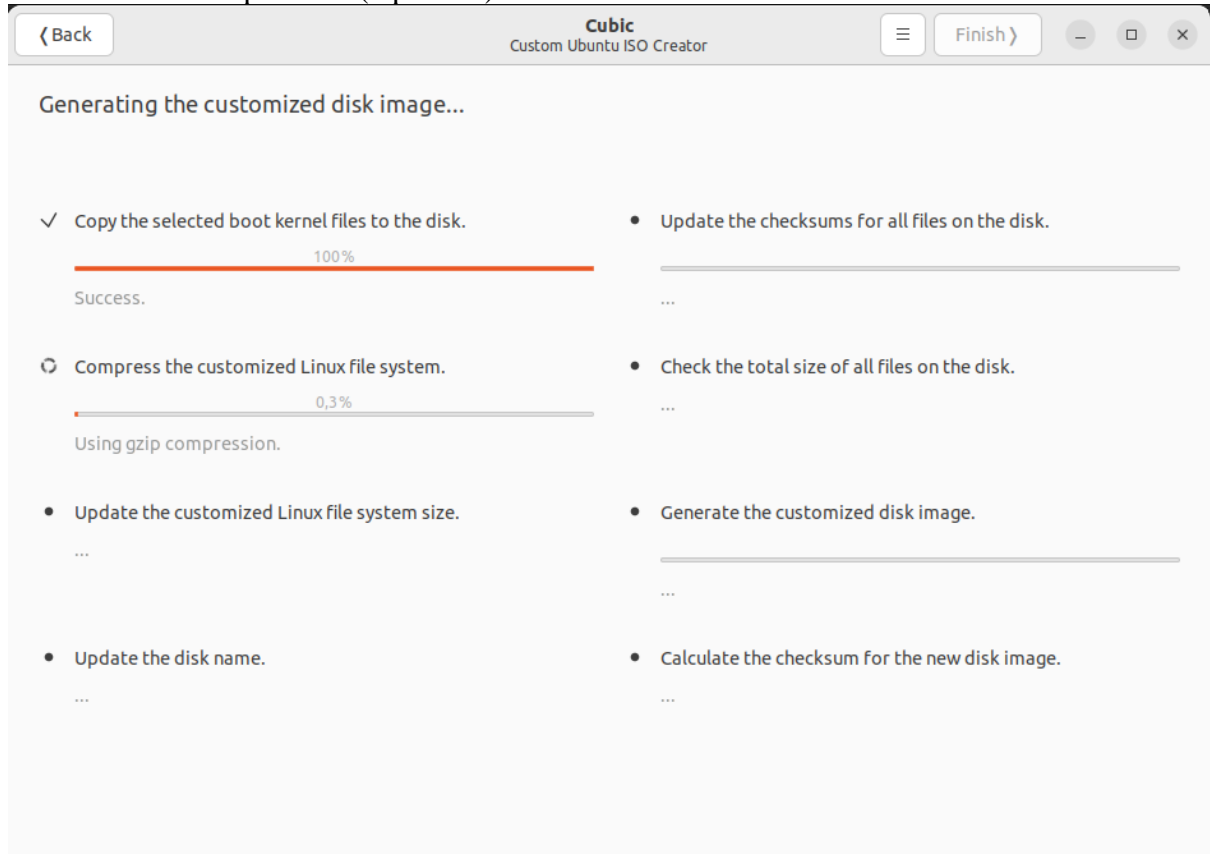 ❬Back
Cubic
Custom Ubuntu ISO Creator
Finish❭
Generating the customized disk image...
Copy the selected boot kernel files to the disk.
100%
Success.
Compress the customized Linux file system.
0,3%
Using gzip compression.
Update the customized Linux file system size.
...
Update the disk name.
...
Update the checksums for all files on the disk.
...
Check the total size of all files on the disk.
...
Generate the customized disk image.
...
Calculate the checksum for the new disk image.
...